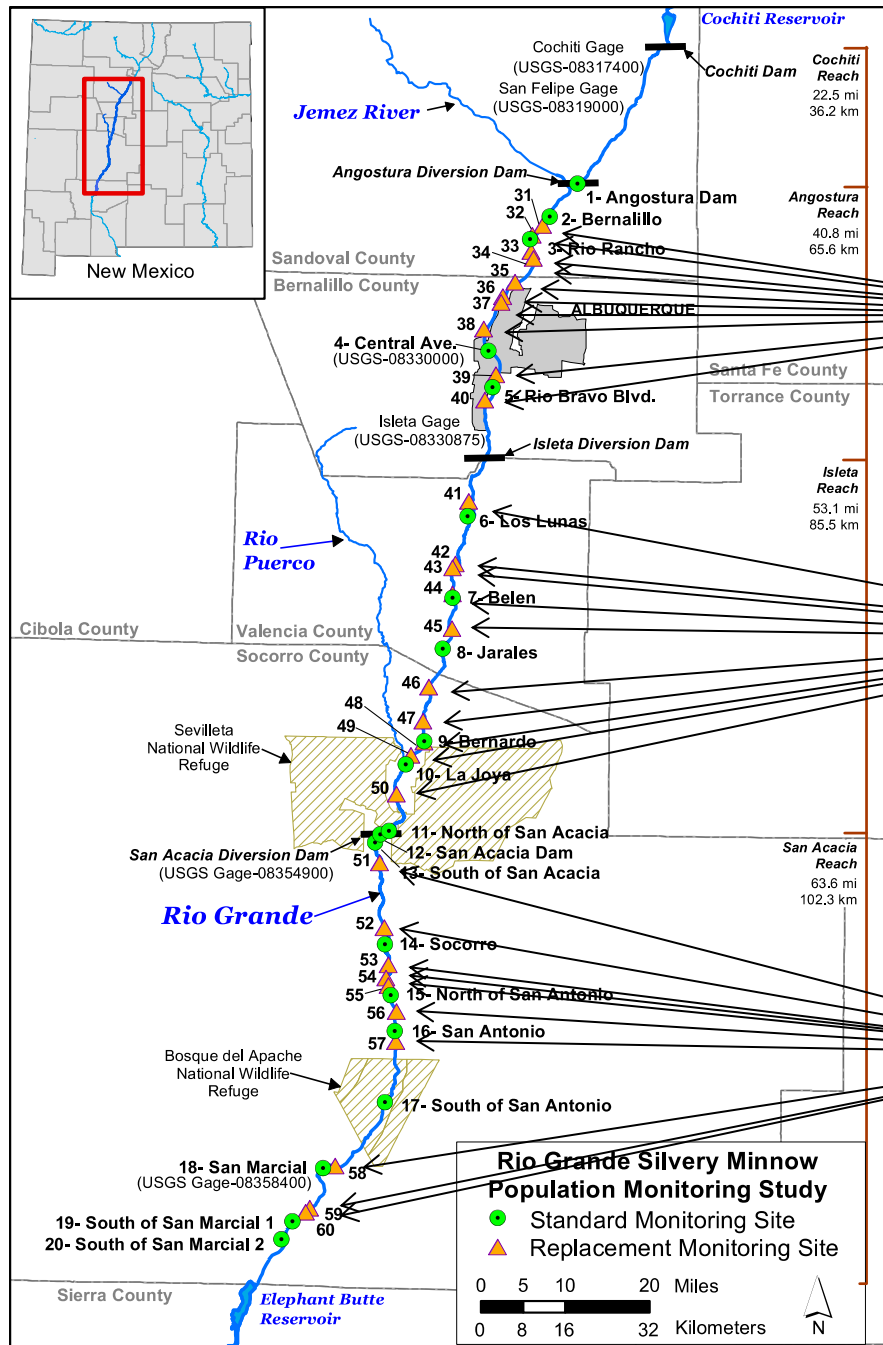 Cochiti Reservoir
Cochiti Gage
(USGS-08317400)
San Felipe Gage
(USGS-08319000)
Cochiti Dam
Cochiti
Reach
22.5 mi
36.2 km
Jemez River
New Mexico
Angostura Diversion Dam
1- Angostura Dam
31
2- Bernalillo
32
33
3- Rio Rancho
34
Angostura
Reach
40.8 mi
65.6 km
Sandoval County
Bernalillo County
35
36
37
ALBUQUERQUE
38
4- Central Ave.
(USGS-08330000)
39
Santa Fe County
Torrance County
40
5- Rio Bravo Blvd.
Isleta Gage
(USGS-08330875)
Isleta Diversion Dam
Isleta
Reach
53.1 mi
85.5 km
41
6- Los Lunas
Rio
Puerco
42
43
44
7- Belen
45
Cibola County
Valencia County
Socorro County
8- Jarales
46
47
48
49
9- Bernardo
Sevilleta
National Wildlife
Refuge
10- La Joya
50
11- North of San Acacia
12- San Acacia Dam
San Acacia Diversion Dam
(USGS Gage-08354900)
51
13- South of San Acacia
San Acacia
Reach
63.6 mi
102.3 km
Rio Grande
52
14- Socorro
53
54
55
15- North of San Antonio
56
16- San Antonio
57
Bosque del Apache
National Wildlife
Refuge
17- South of San Antonio
18- San Marcial
(USGS Gage-08358400)
58
59
19- South of San Marcial 1
60
20- South of San Marcial 2
Sierra County
Elephant Butte
Reservoir
Rio Grande Silvery Minnow
Population Monitoring Study
Standard Monitoring Site
Replacement Monitoring Site
0 5 10 20 Miles
0 8 16 32 Kilometers
N